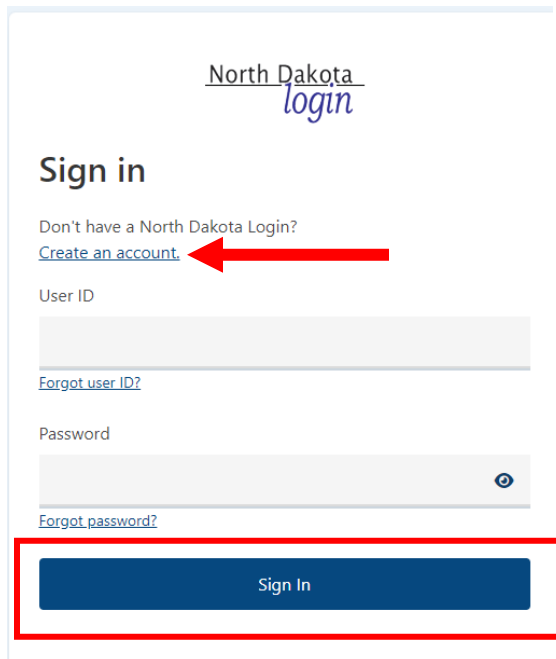 North Dakota
login
Sign in
Don't have a North Dakota Login?
Create an account.
User ID
Forgot user ID?
Password
Forgot password?
Sign In